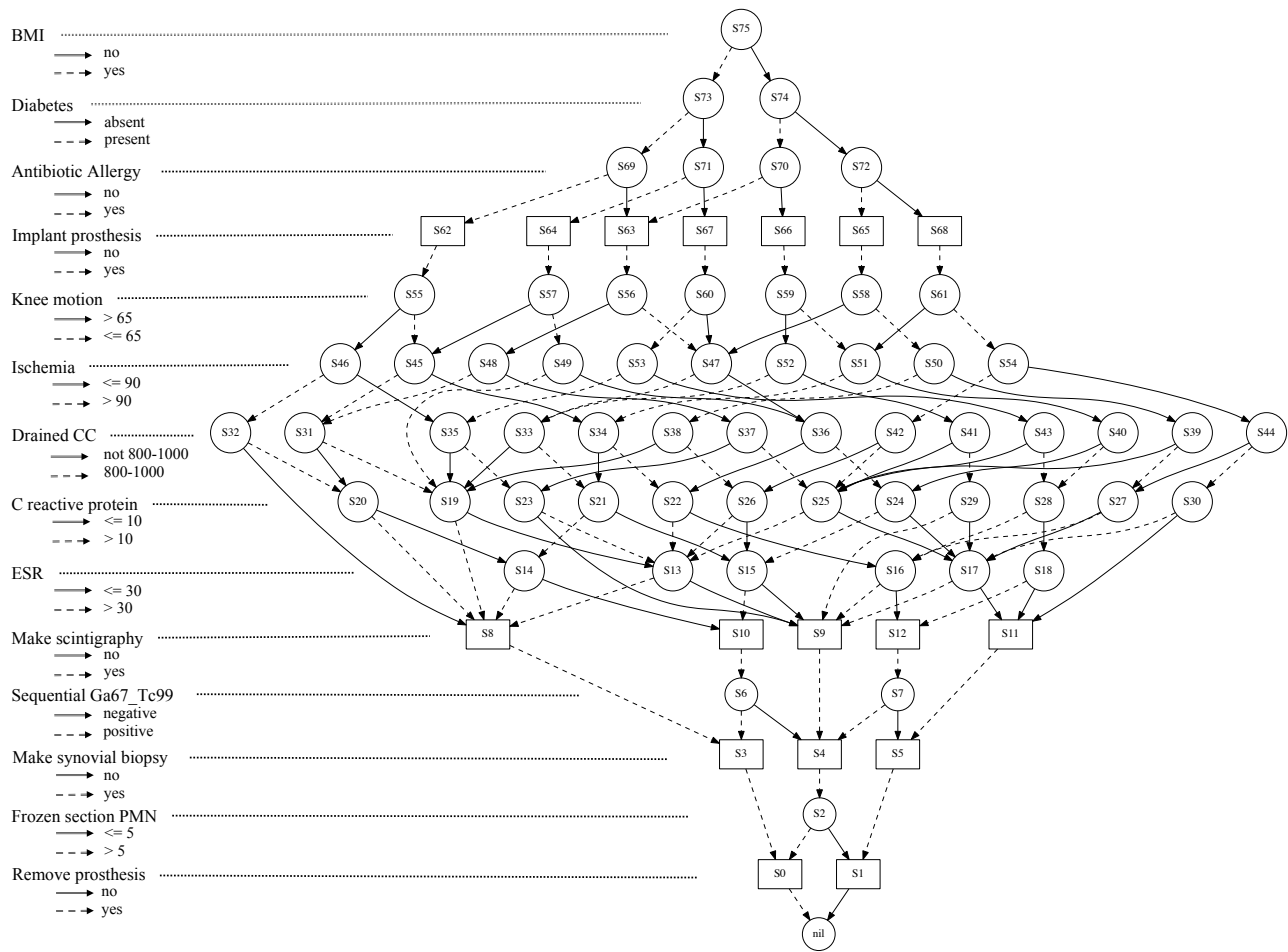 BMI
no
yes
Diabetes
absent
present
Antibiotic Allergy
no
yes
Implant prosthesis
no
yes
Knee motion
> 65
<= 65
Ischemia
<= 90
> 90
Drained CC
not 800-1000
800-1000
C reactive protein
<= 10
> 10
ESR
<= 30
> 30
Make scintigraphy
no
yes
Sequential Ga67_Tc99
negative
positive
Make synovial biopsy
no
yes
Frozen section PMN
<= 5
> 5
Remove prosthesis
no
yes
S75
S73 S74
S69 S71 S70 S72
S62 S64 S63 S67 S66 S65 S68
S55 S57 S56 S60 S59 S58 S61
S46 S45 S48 S49 S53 S47 S52 S51 S50 S54
S32 S31 S35 S33 S34 S38 S37 S36 S42 S41 S43 S40 S39 S44
S20 S19 S23 S21 S22 S26 S25 S24 S29 S28 S27 S30
S14 S13 S15 S16 S17 S18
S8 S10 S9 S12 S11
S6 S7
S3 S4 S5
S2
S0 S1
nil